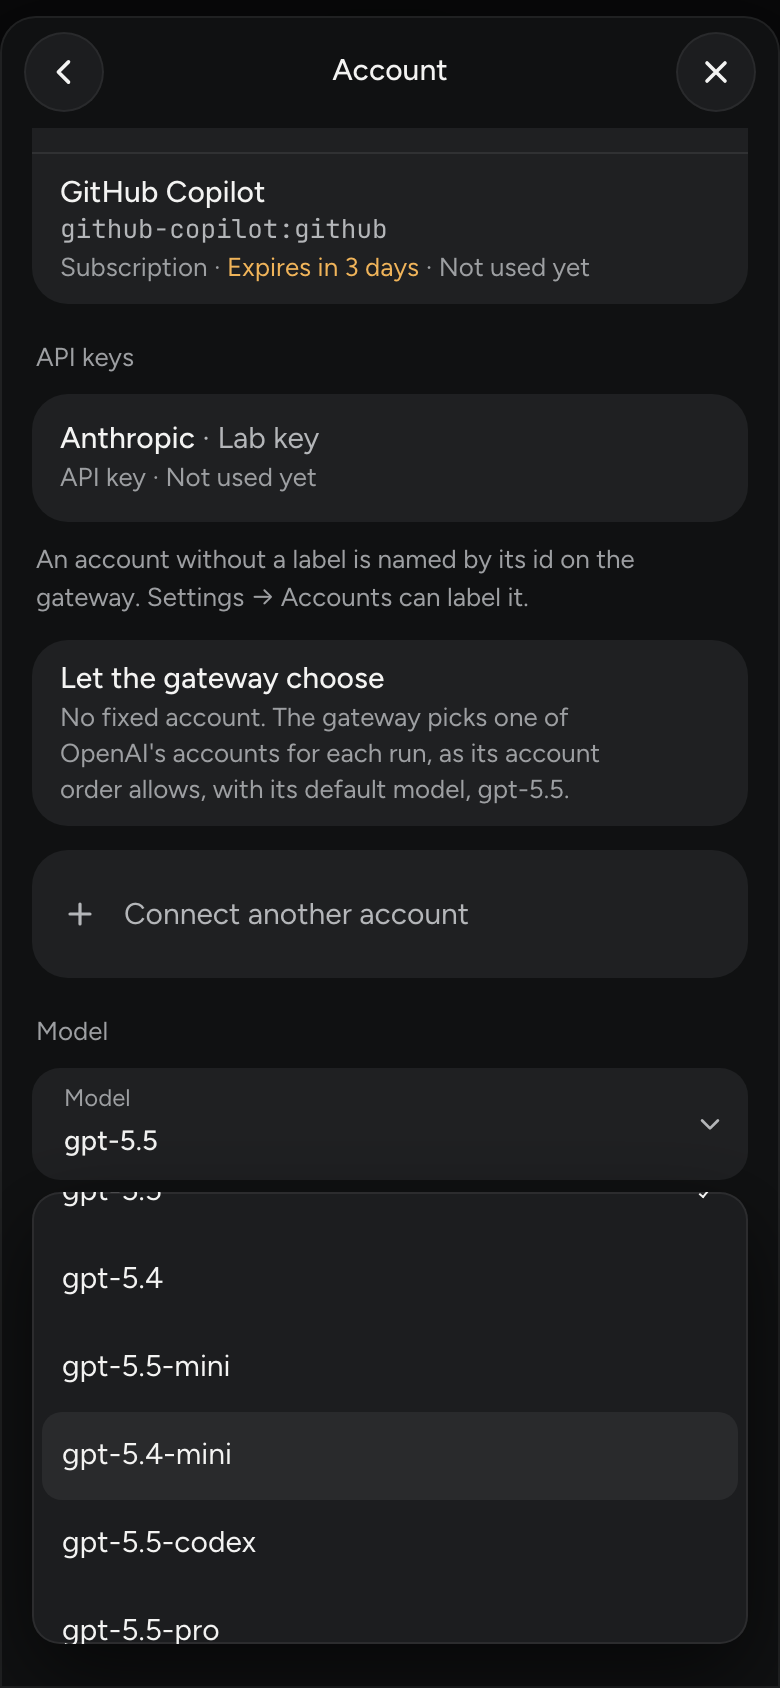 Account
GitHub Copilot
github-copilot:github
Subscription · Expires in 3 days · Not used yet
API keys
Anthropic · Lab key
API key · Not used yet
An account without a label is named by its id on the
gateway. Settings → Accounts can label it.
Let the gateway choose
No fixed account. The gateway picks one of
OpenAI's accounts for each run, as its account
order allows, with its default model, gpt-5.5.
Connect another account
Model
Model
gpt-5.5
gpt-5.5
gpt-5.4
gpt-5.5-mini
gpt-5.4-mini
gpt-5.5-codex
gpt-5.5-pro